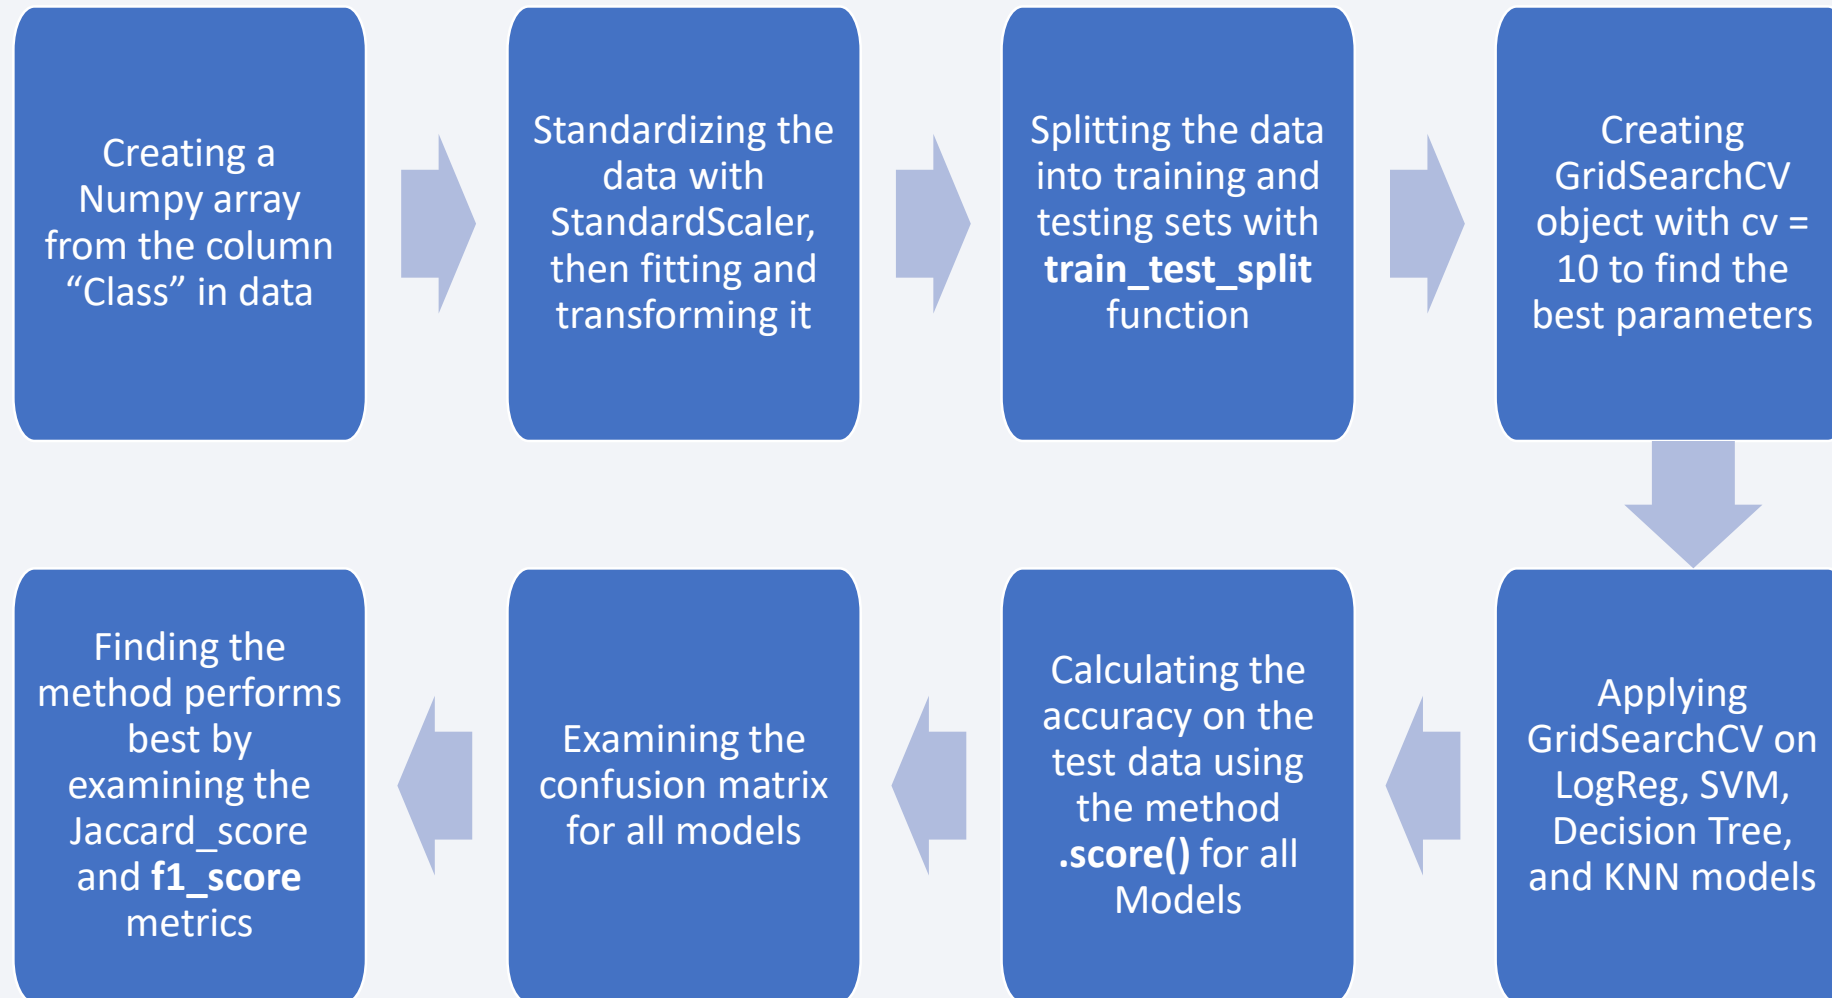 Creating a
Numpy array
from the column
“Class” in data
Standardizing the
data with
StandardScaler,
then fitting and
transforming it
Splitting the data
into training and
testing sets with
train_test_split
function
Creating
GridSearchCV
object with cv =
10 to find the
best parameters
Applying
GridSearchCV on
LogReg, SVM,
Decision Tree,
and KNN models
Calculating the
accuracy on the
test data using
the method
.score() for all
Models
Examining the
confusion matrix
for all models
Finding the
method performs
best by
examining the
Jaccard_score
and f1_score
metrics